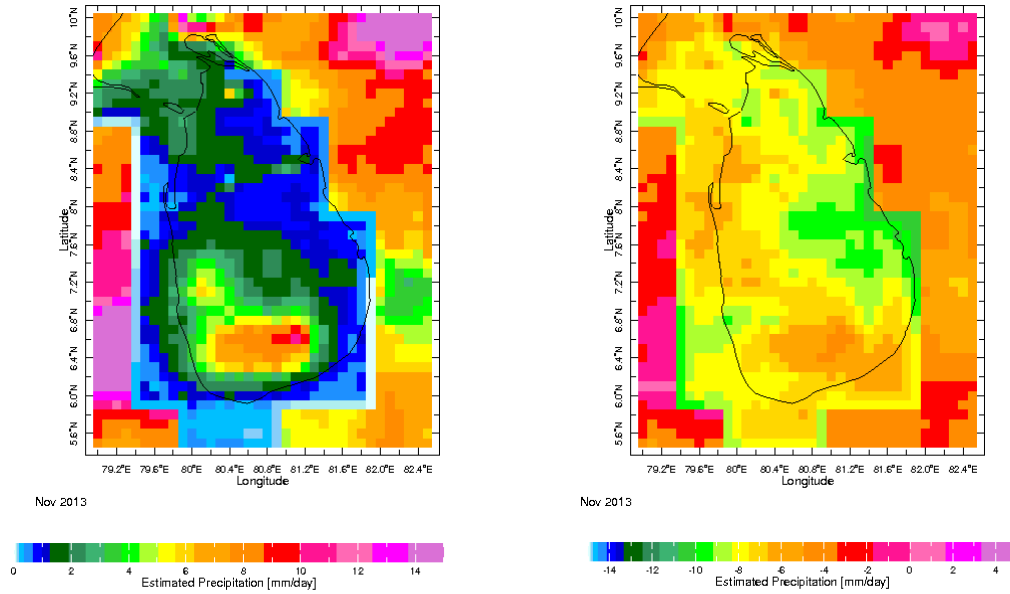 10°N
9.6°N
9.2°N
8.8°N
8.4°N
8°N
7.6°N
7.2°N
6.8°N
6.4°N
6.0°N
5.6°N
Latitude
79.2°E 79.6°E 80°E 80.4°E 80.8°E 81.2°E 81.6°E 82.0°E 82.4°E
Longitude
Nov 2013
0 2 4 6 8 10 12 14
Estimated Precipitation [mm/day]
10°N
9.6°N
9.2°N
8.8°N
8.4°N
8°N
7.6°N
7.2°N
6.8°N
6.4°N
6.0°N
5.6°N
Latitude
79.2°E 79.6°E 80°E 80.4°E 80.8°E 81.2°E 81.6°E 82.0°E 82.4°E
Longitude
Nov 2013
-14 -12 -10 -8 -6 -4 -2 0 2 4
Estimated Precipitation [mm/day]